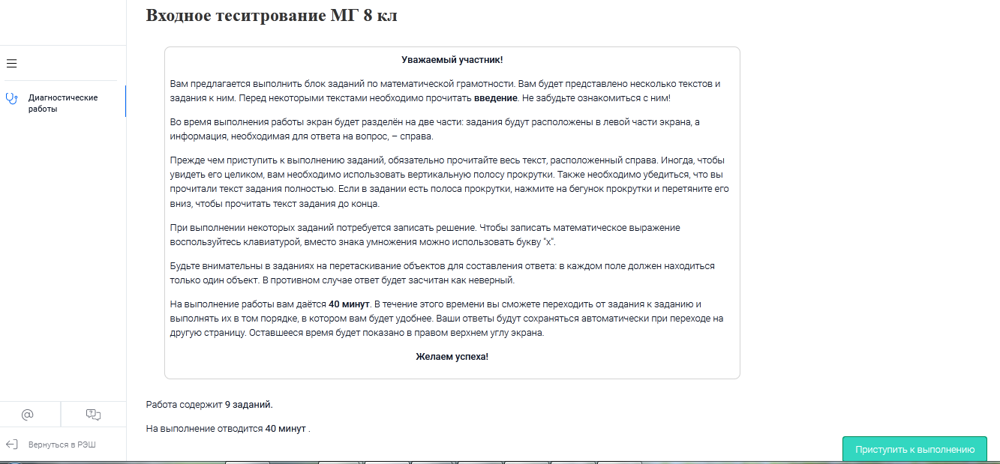 Входное теситрование МГ 8 кл
Диагностические
работы
Уважаемый участник!
Вам предлагается выполнить блок заданий по математической грамотности. Вам будет представлено несколько текстов и
задания к ним. Перед некоторыми текстами необходимо прочитать введение. Не забудьте ознакомиться с ним!
Во время выполнения работы экран будет разделён на две части: задания будут расположены в левой части экрана, а
информация, необходимая для ответа на вопрос, – справа.
Прежде чем приступить к выполнению заданий, обязательно прочитайте весь текст, расположенный справа. Иногда, чтобы
увидеть его целиком, вам необходимо использовать вертикальную полосу прокрутки. Также необходимо убедиться, что вы
прочитали текст задания полностью. Если в задании есть полоса прокрутки, нажмите на бегунок прокрутки и перетяните его
вниз, чтобы прочитать текст задания до конца.
При выполнении некоторых заданий потребуется записать решение. Чтобы записать математическое выражение
воспользуйтесь клавиатурой, вместо знака умножения можно использовать букву "х".
Будьте внимательны в заданиях на перетаскивание объектов для составления ответа: в каждом поле должен находиться
только один объект. В противном случае ответ будет засчитан как неверный.
На выполнение работы вам даётся 40 минут. В течение этого времени вы сможете переходить от задания к заданию и
выполнять их в том порядке, в котором вам будет удобнее. Ваши ответы будут сохраняться автоматически при переходе на
другую страницу. Оставшееся время будет показано в правом верхнем углу экрана.
Желаем успеха!
Работа содержит 9 заданий.
На выполнение отводится 40 минут .
Вернуться в РЭШ
Приступить к выполнению